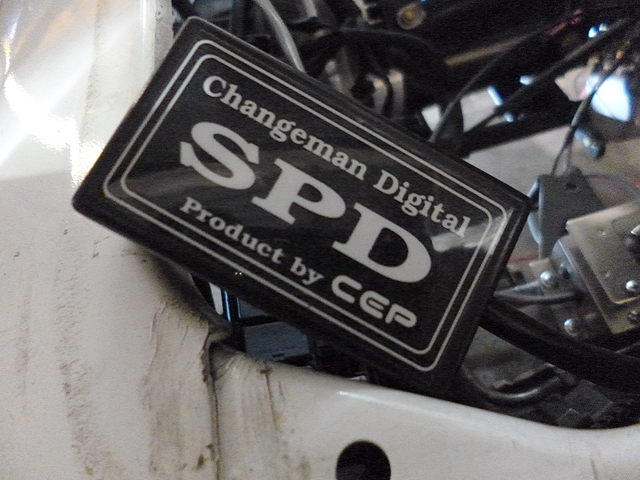 Changeman Digital
SPD
Product by CEP